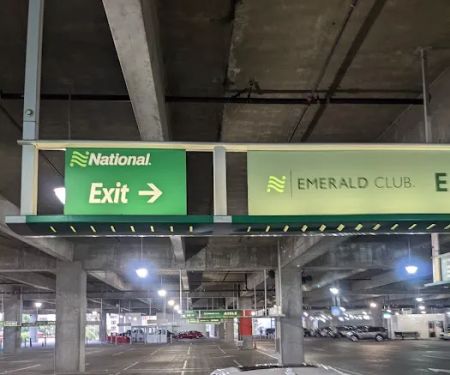 National.
Exit →
EMERALD CLUB.
E